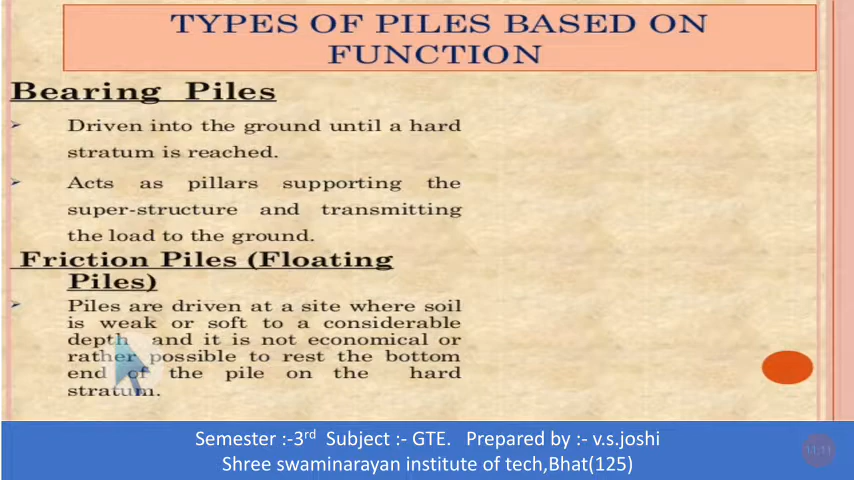 TYPES OF PILES BASED ON
FUNCTION
Bearing Piles
➢ Driven into the ground until a hard
stratum is reached.
➢ Acts as pillars supporting the
super-structure and transmitting
the load to the ground.
Friction Piles (Floating
Piles)
➢ Piles are driven at a site where soil
is weak or soft to a considerable
depth and it is not economical or
rather possible to rest the bottom
end of the pile on the hard
stratum.
Semester :-3rd Subject :- GTE. Prepared by :- v.s.joshi
Shree swaminarayan institute of tech,Bhat(125)
11:11